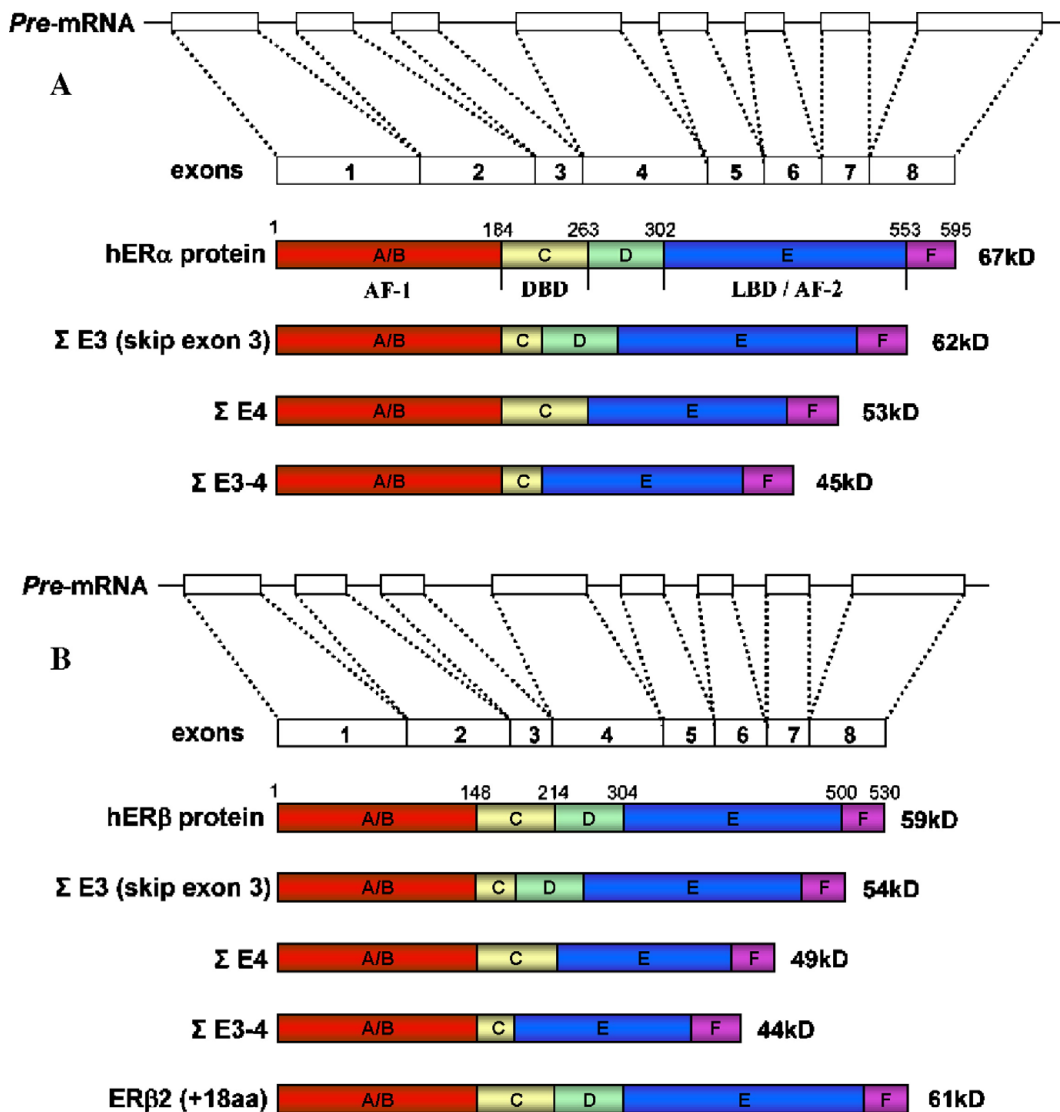 Pre-mRNA
A
exons 1 2 3 4 5 6 7 8
1 184 263 302 553 595
hERα protein A/B C D E F 67kD
AF-1 DBD LBD / AF-2
Σ E3 (skip exon 3) A/B C D E F 62kD
Σ E4 A/B C E F 53kD
Σ E3-4 A/B C E F 45kD
Pre-mRNA
B
exons 1 2 3 4 5 6 7 8
1 148 214 304 500 530
hERβ protein A/B C D E F 59kD
Σ E3 (skip exon 3) A/B C D E F 54kD
Σ E4 A/B C E F 49kD
Σ E3-4 A/B C E F 44kD
ERβ2 (+18aa) A/B C D E F 61kD